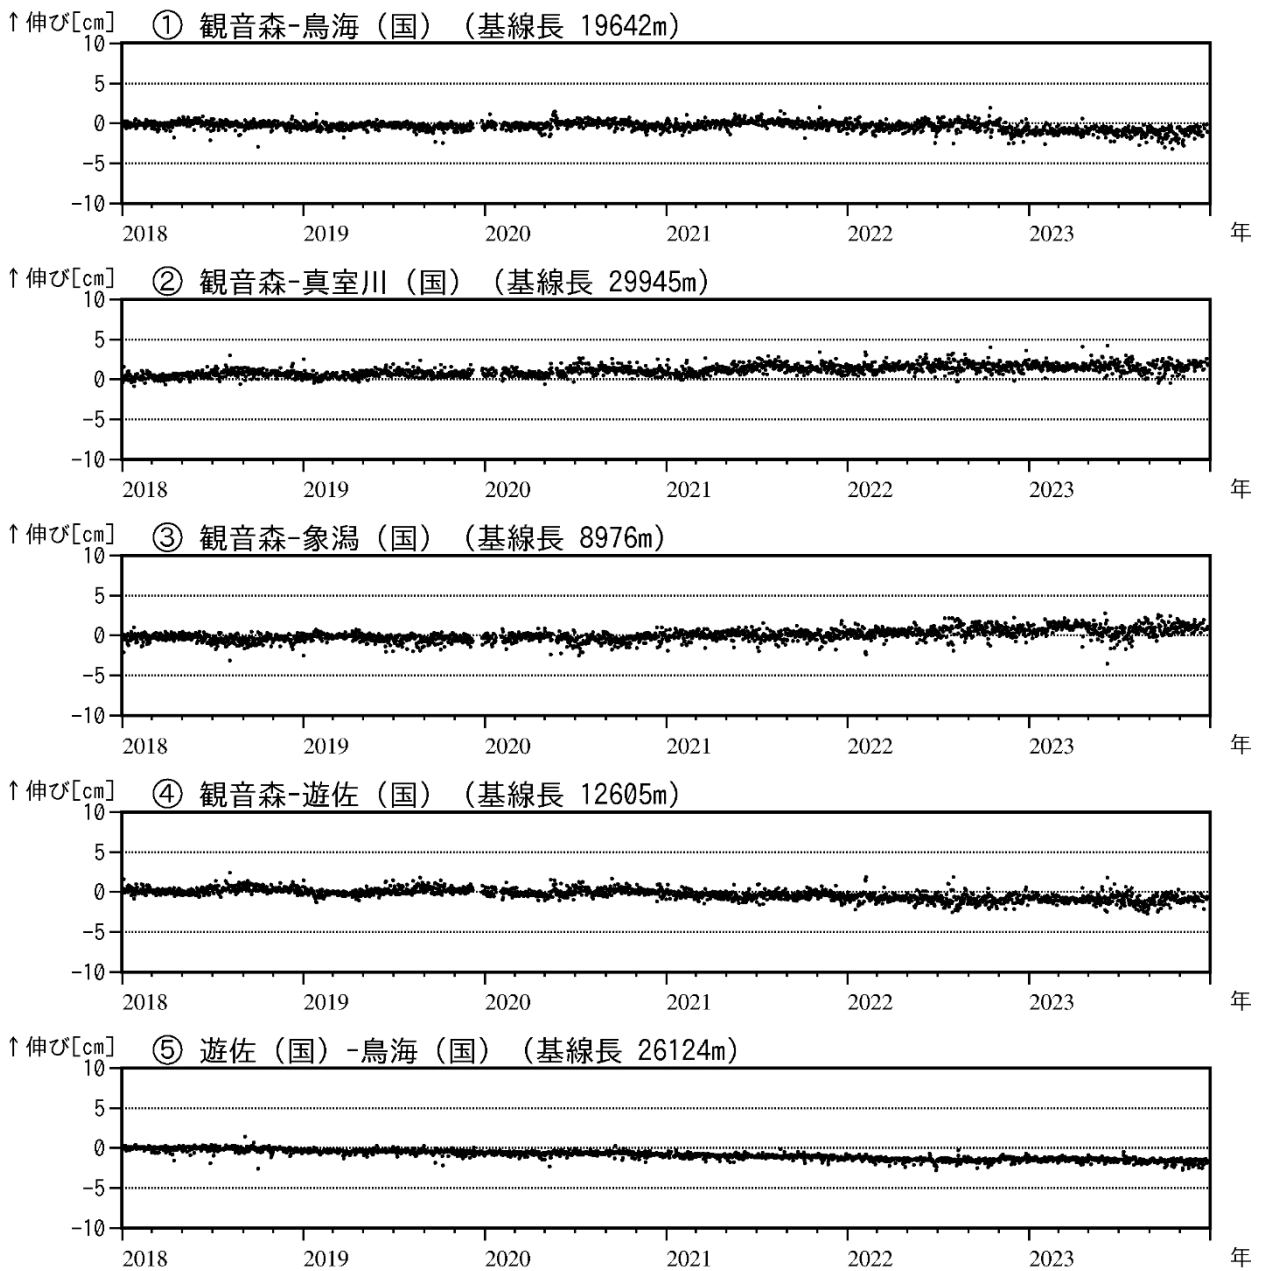 ↑伸び[cm] ① 観音森-鳥海（国）（基線長 19642m）
10
5
0
-5
-10
2018 2019 2020 2021 2022 2023 年
↑伸び[cm] ② 観音森-真室川（国）（基線長 29945m）
10
5
0
-5
-10
2018 2019 2020 2021 2022 2023 年
↑伸び[cm] ③ 観音森-象潟（国）（基線長 8976m）
10
5
0
-5
-10
2018 2019 2020 2021 2022 2023 年
↑伸び[cm] ④ 観音森-遊佐（国）（基線長 12605m）
10
5
0
-5
-10
2018 2019 2020 2021 2022 2023 年
↑伸び[cm] ⑤ 遊佐（国）-鳥海（国）（基線長 26124m）
10
5
0
-5
-10
2018 2019 2020 2021 2022 2023 年